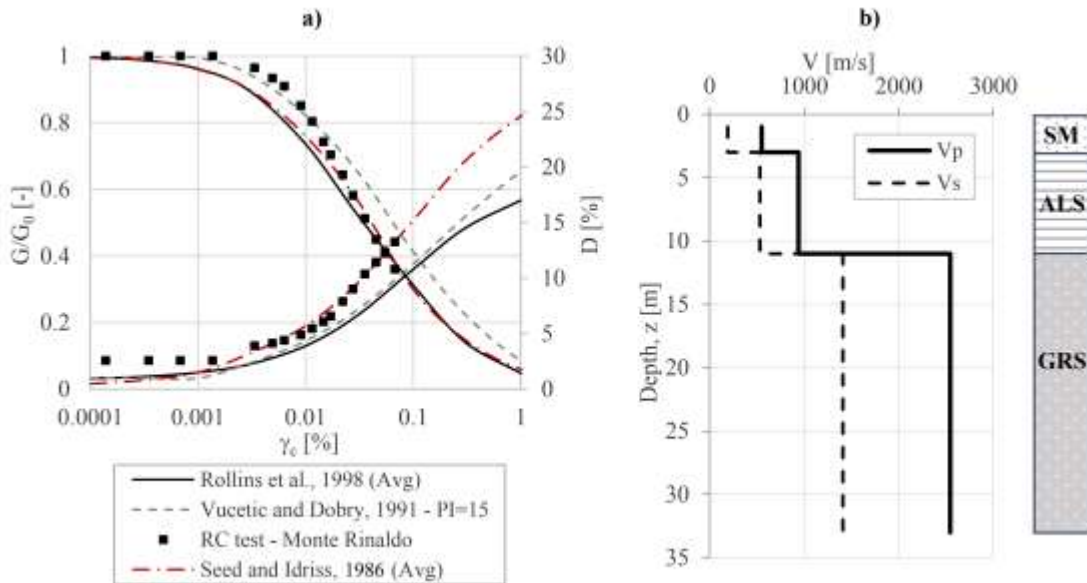 a)
G/G0 [-]
1
0.8
0.6
0.4
0.2
0
0.0001
0.001
0.01
0.1
1
γc [%]
30
25
20
15
10
5
0
D [%]
Rollins et al., 1998 (Avg)
Vucetic and Dobry, 1991 - PI=15
RC test - Monte Rinaldo
Seed and Idriss, 1986 (Avg)
b)
V [m/s]
0
1000
2000
3000
Depth, z [m]
0
5
10
15
20
25
30
35
Vp
Vs
SM
ALS
GRS